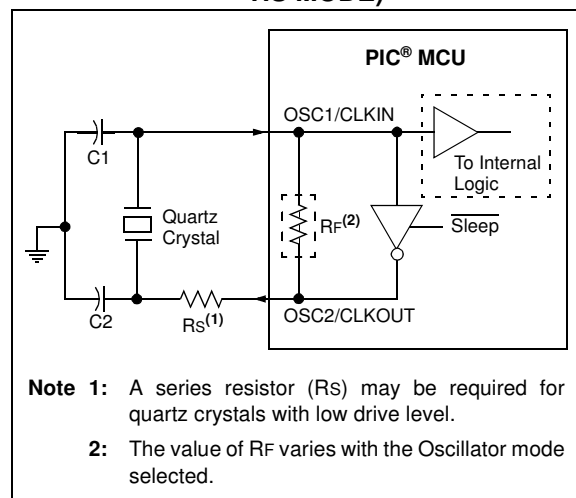 HS MODE)
PIC® MCU
OSC1/CLKIN
C1
To Internal
Logic
Quartz
Crystal
RF(2)
Sleep
C2
RS(1)
OSC2/CLKOUT
Note 1: A series resistor (RS) may be required for
quartz crystals with low drive level.
2: The value of RF varies with the Oscillator mode
selected.